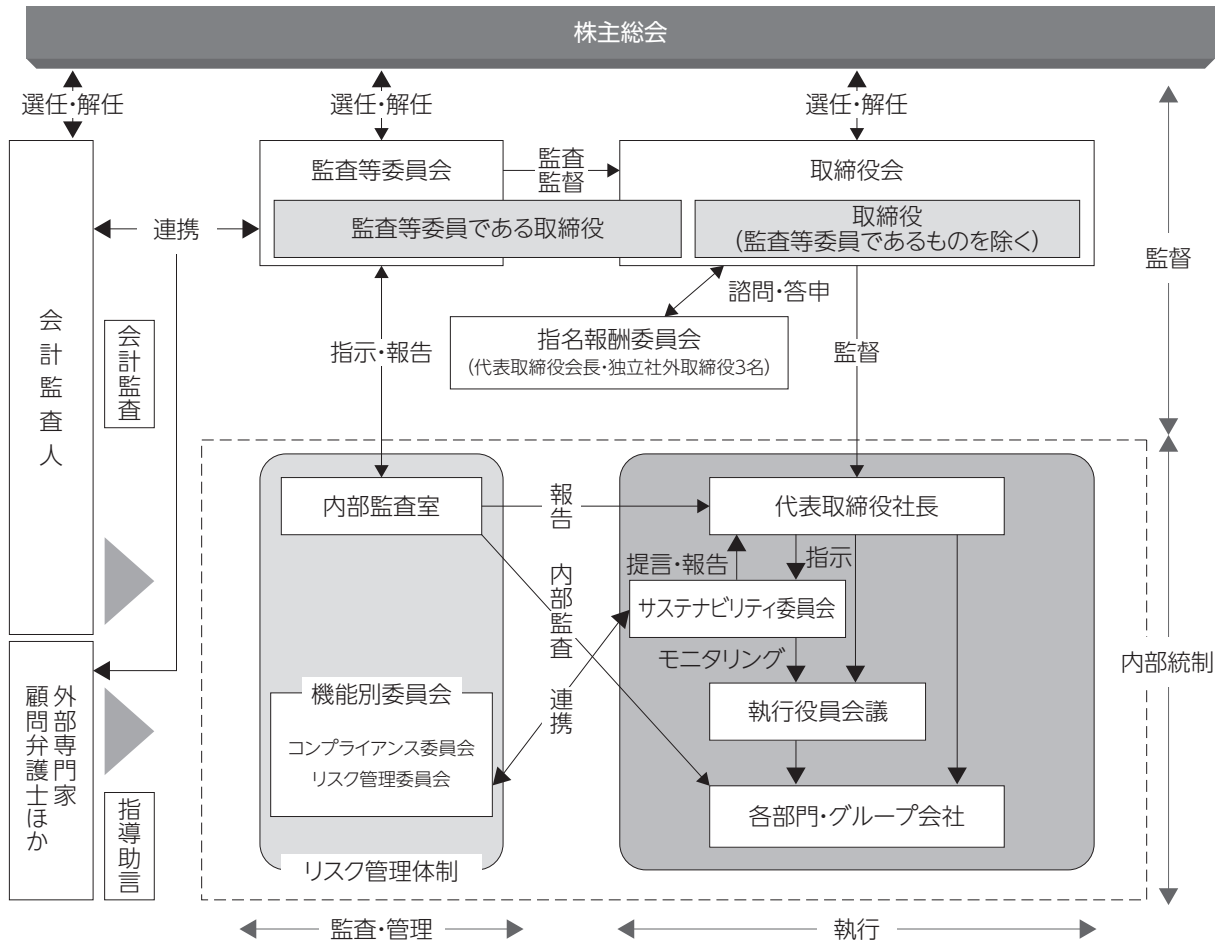 株主総会
選任・解任
選任・解任
選任・解任
監査等委員会
監査
監督
取締役会
監査等委員である取締役
取締役
(監査等委員であるものを除く)
連携
監督
諮問・答申
指名報酬委員会
(代表取締役会長・独立社外取締役3名)
指示・報告
監督
会計監査人
会計監査
内部監査室
報告
代表取締役社長
提言・報告
指示
内部監査
サステナビリティ委員会
モニタリング
連携
内部統制
機能別委員会
コンプライアンス委員会
リスク管理委員会
執行役員会議
各部門・グループ会社
リスク管理体制
外部専門家
顧問弁護士ほか
指導助言
監査・管理
執行